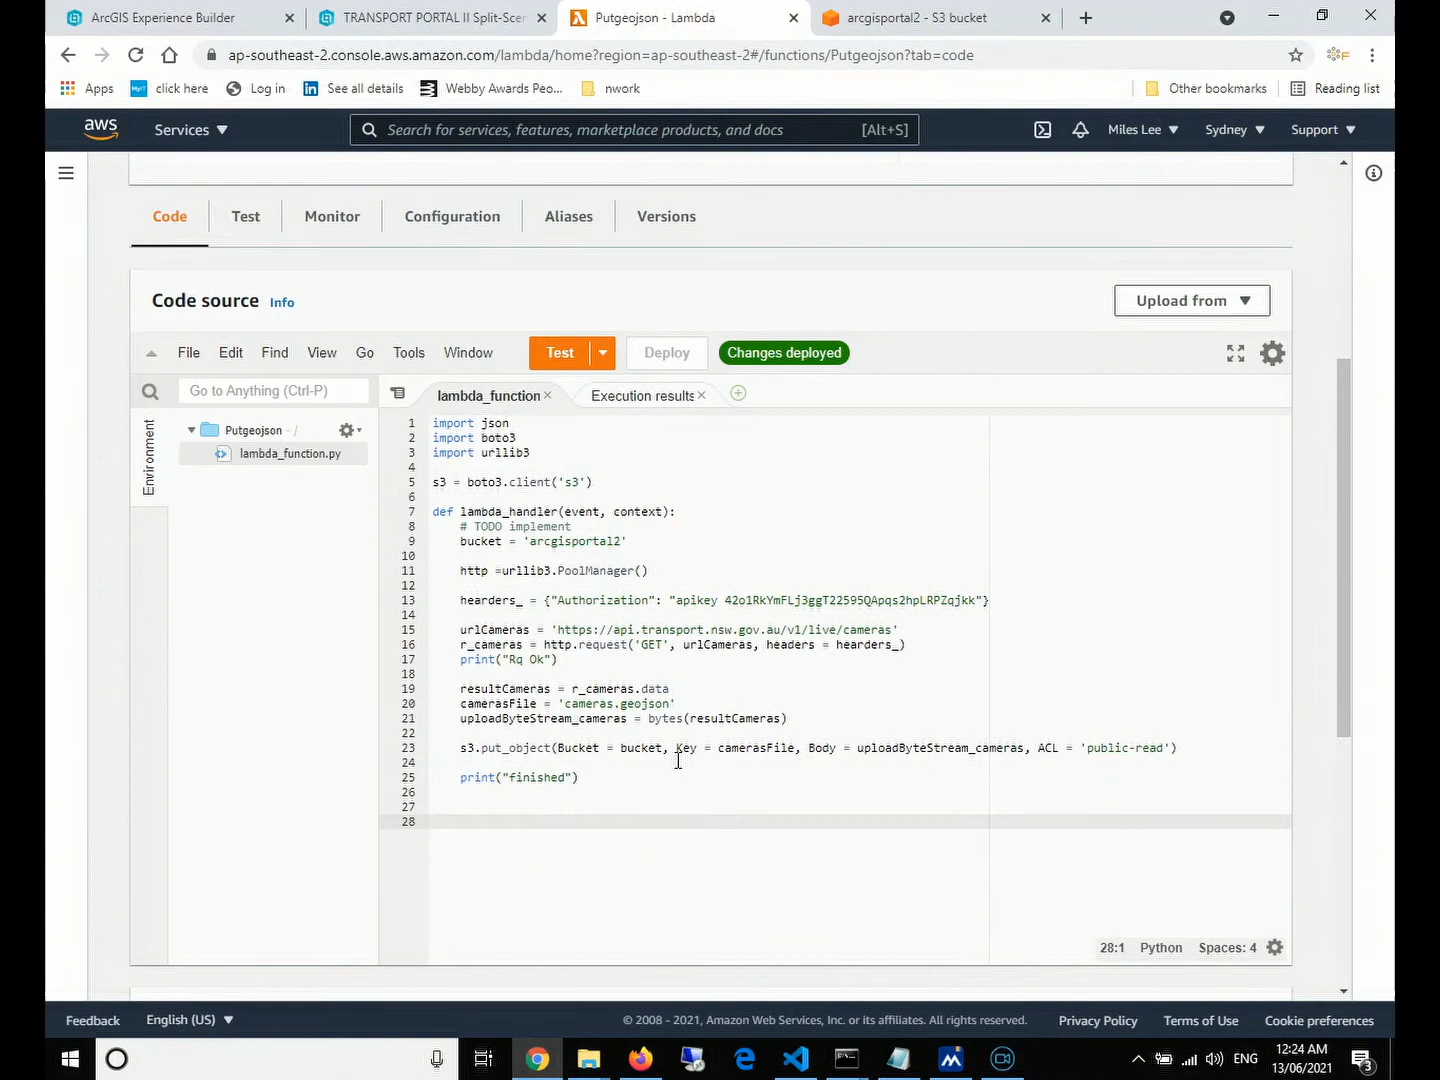 ArcGIS Experience Builder
TRANSPORT PORTAL II Split-Scer
Putgeojson - Lambda
arcgisportal2 - S3 bucket
ap-southeast-2.console.aws.amazon.com/lambda/home?region=ap-southeast-2#/functions/Putgeojson?tab=code
Apps
click here
Log in
See all details
Webby Awards Peo...
nwork
Other bookmarks
Reading list
aws
Services
Search for services, features, marketplace products, and docs
[Alt+S]
Miles Lee
Sydney
Support
Code
Test
Monitor
Configuration
Aliases
Versions
Code source
Info
Upload from
File
Edit
Find
View
Go
Tools
Window
Test
Deploy
Changes deployed
Go to Anything (Ctrl-P)
lambda_function
Execution results
Environment
Putgeojson - /
lambda_function.py
1 import json
2 import boto3
3 import urllib3
4
5 s3 = boto3.client('s3')
6
7 def lambda_handler(event, context):
8 # TODO implement
9 bucket = 'arcgisportal2'
10
11 http =urllib3.PoolManager()
12
13 hearders_ = {"Authorization": "apikey 42o1RkYmFLj3ggT22595QApqs2hpLRPZqjkk"}
14
15 urlCameras = 'https://api.transport.nsw.gov.au/v1/live/cameras'
16 r_cameras = http.request('GET', urlCameras, headers = hearders_)
17 print("Rq Ok")
18
19 resultCameras = r_cameras.data
20 camerasFile = 'cameras.geojson'
21 uploadByteStream_cameras = bytes(resultCameras)
22
23 s3.put_object(Bucket = bucket, Key = camerasFile, Body = uploadByteStream_cameras, ACL = 'public-read')
24
25 print("finished")
26
27
28
28:1
Python
Spaces: 4
Feedback
English (US)
© 2008 - 2021, Amazon Web Services, Inc. or its affiliates. All rights reserved.
Privacy Policy
Terms of Use
Cookie preferences
ENG
12:24 AM
13/06/2021
3